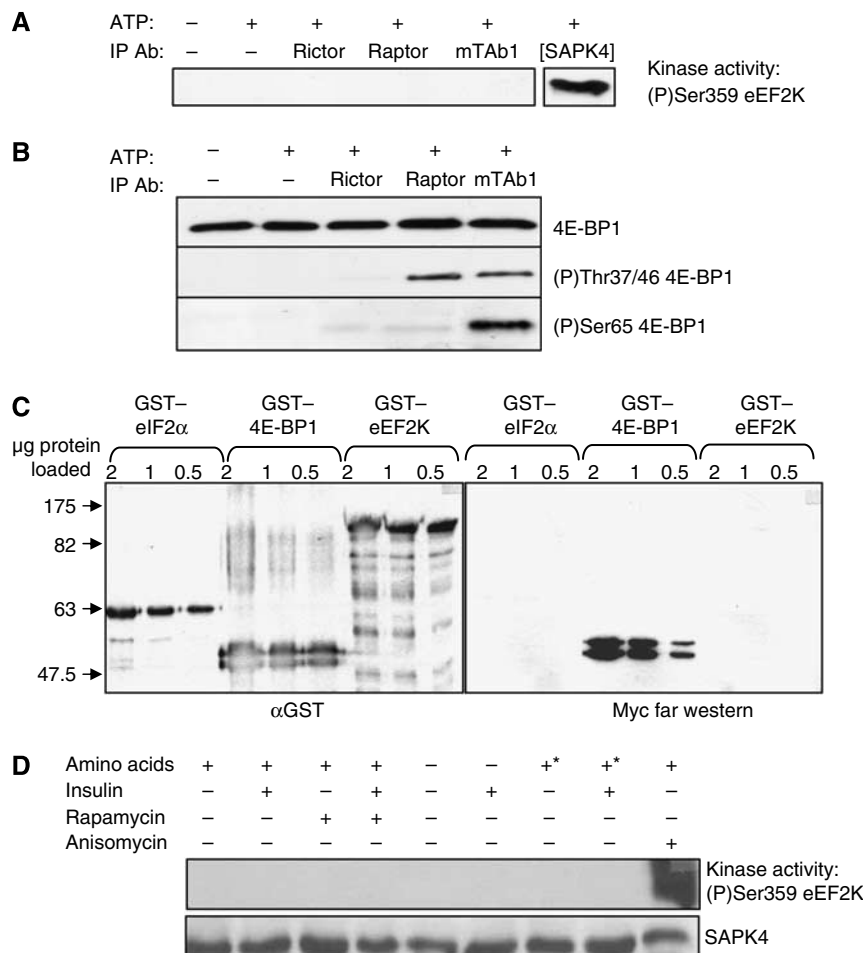 A
ATP: – + + + + +
IP Ab: – – Rictor Raptor mTAb1 [SAPK4]
Kinase activity:
(P)Ser359 eEF2K
B
ATP: – + + + +
IP Ab: – – Rictor Raptor mTAb1
4E-BP1
(P)Thr37/46 4E-BP1
(P)Ser65 4E-BP1
C
GST– GST– GST– GST– GST– GST–
eIF2α 4E-BP1 eEF2K eIF2α 4E-BP1 eEF2K
µg protein
loaded 2 1 0.5 2 1 0.5 2 1 0.5 2 1 0.5 2 1 0.5 2 1 0.5
175
82
63
47.5
αGST Myc far western
D
Amino acids + + + + – – +* +* +
Insulin – + – + – + – + –
Rapamycin – – + + – – – – –
Anisomycin – – – – – – – – +
Kinase activity:
(P)Ser359 eEF2K
SAPK4